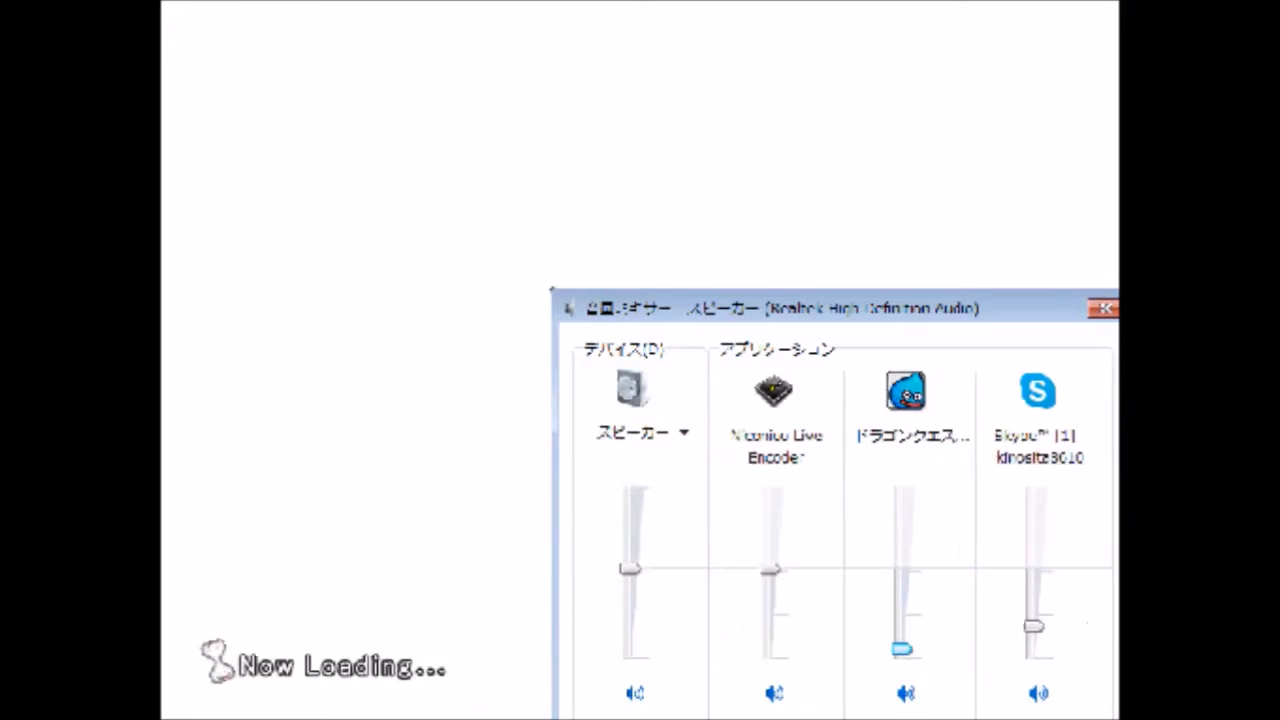 音量ミキサー - スピーカー (Realtek High Definition Audio)
デバイス(D)
アプリケーション
スピーカー
Niconico Live
Encoder
ドラゴンクエス...
Skype™ [1]
Now Loading...